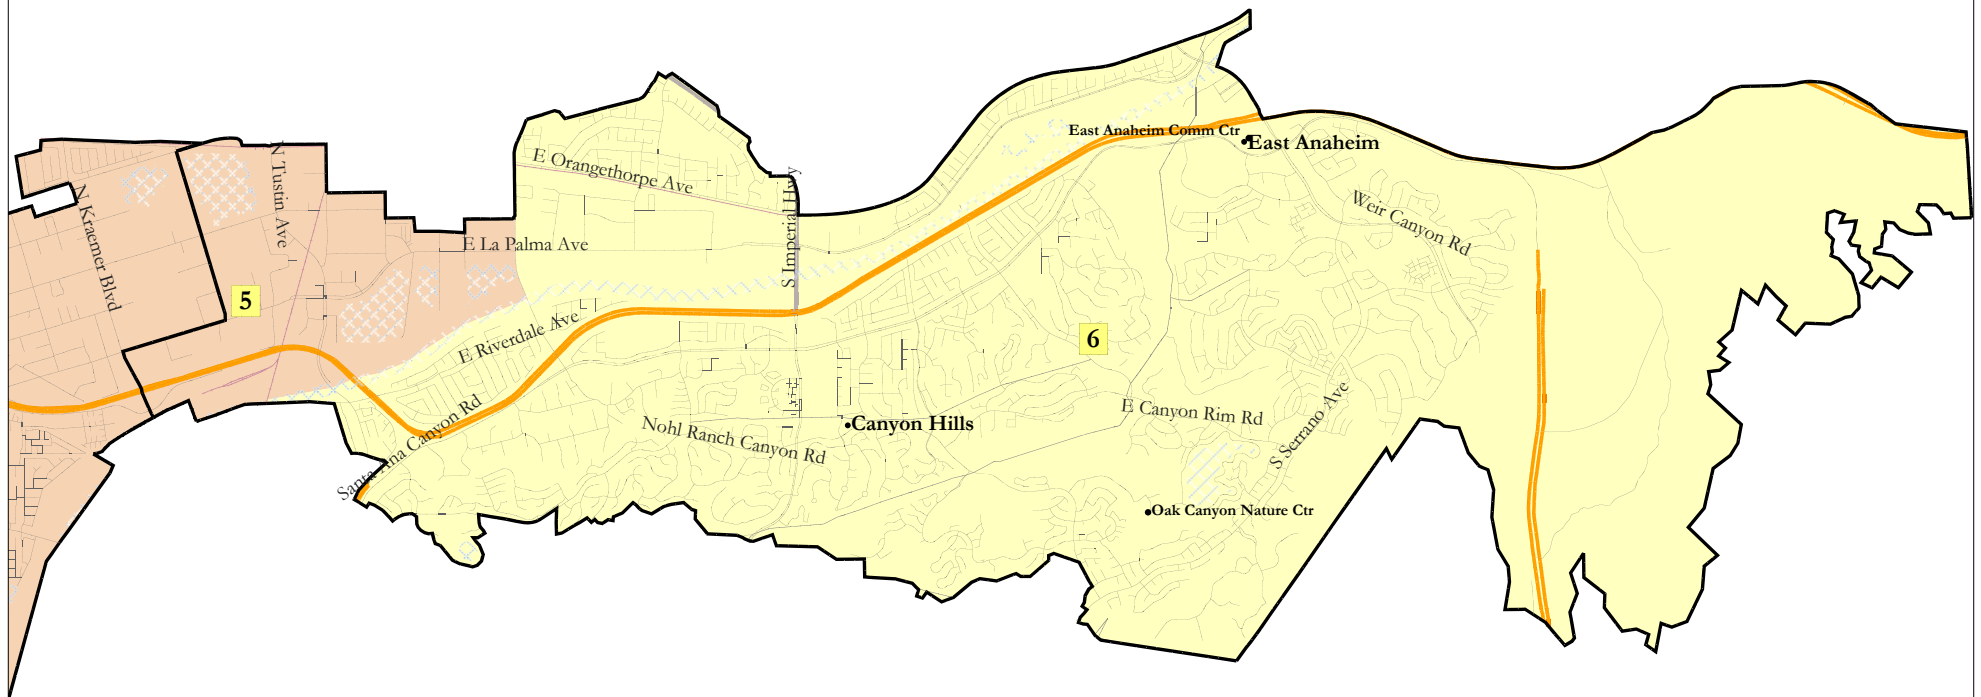 East Anaheim Comm Ctr
East Anaheim
E Orangethorpe Ave
N Tustin Ave
N Kraemer Blvd
S Imperial Hwy
Weir Canyon Rd
E La Palma Ave
5
E Riverdale Ave
6
Santa Ana Canyon Rd
Nohl Ranch Canyon Rd
Canyon Hills
E Canyon Rim Rd
S Serrano Ave
Oak Canyon Nature Ctr